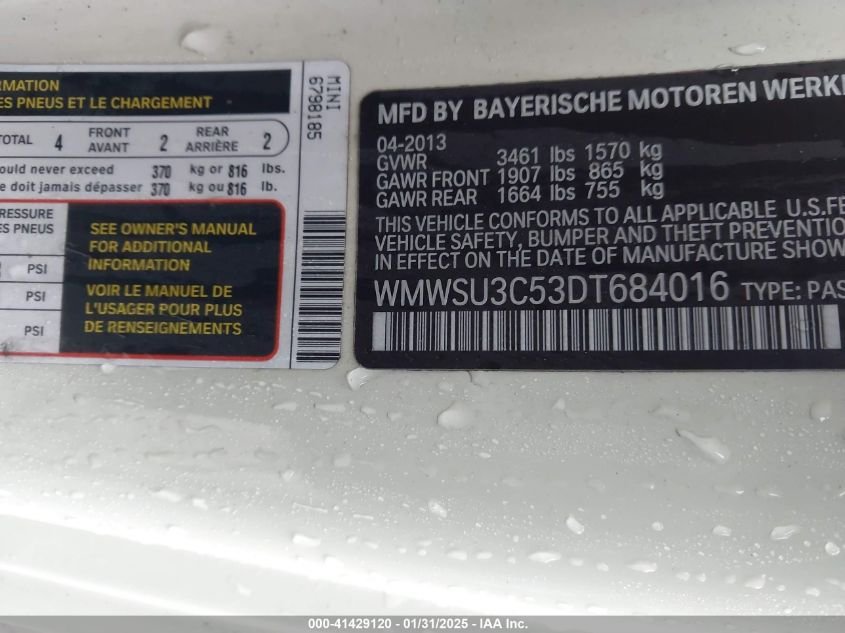 ORMATION
ES PNEUS ET LE CHARGEMENT
TOTAL 4 FRONT AVANT 2 REAR ARRIÈRE 2
ould never exceed 370 kg or 816 lbs.
e doit jamais dépasser 370 kg ou 816 lb.
PRESSURE
ES PNEUS
PSI
PSI
SEE OWNER'S MANUAL
FOR ADDITIONAL
INFORMATION
VOIR LE MANUEL DE
L'USAGER POUR PLUS
DE RENSEIGNEMENTS
MINI
6798185
MFD BY BAYERISCHE MOTOREN WERKE
04-2013
GVWR 3461 lbs 1570 kg
GAWR FRONT 1907 lbs 865 kg
GAWR REAR 1664 lbs 755 kg
THIS VEHICLE CONFORMS TO ALL APPLICABLE U.S.FE
VEHICLE SAFETY, BUMPER AND THEFT PREVENTION
IN EFFECT ON THE DATE OF MANUFACTURE SHOW
WMWSU3C53DT684016 TYPE: PAS
000-41429120 - 01/31/2025 - IAA Inc.